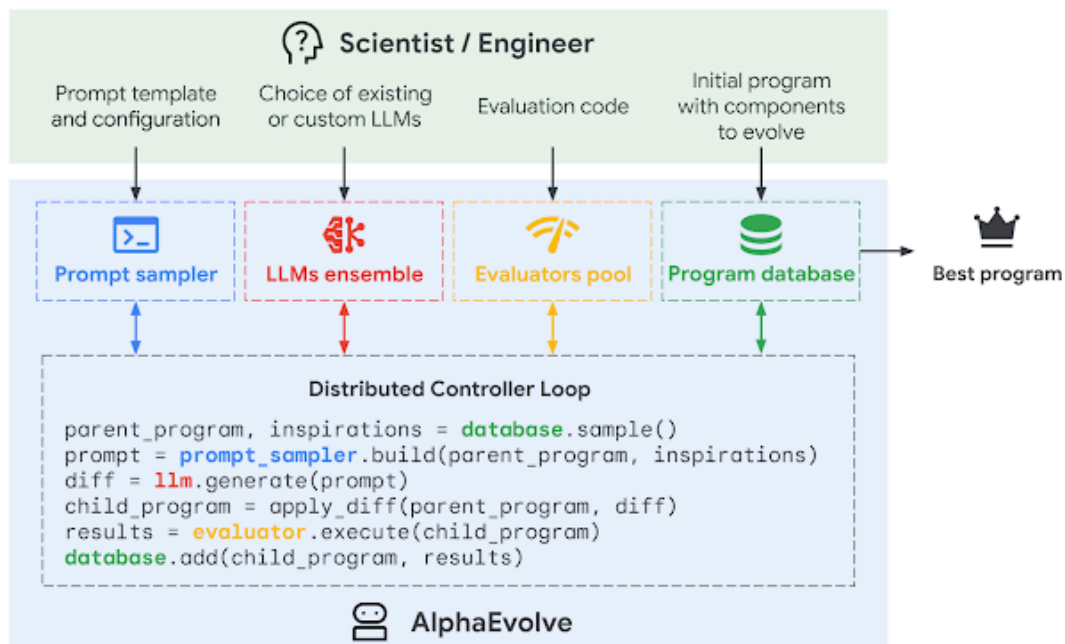 Scientist / Engineer
Prompt template
and configuration
Choice of existing
or custom LLMs
Evaluation code
Initial program
with components
to evolve
Prompt sampler
LLMs ensemble
Evaluators pool
Program database
Best program
Distributed Controller Loop
parent_program, inspirations = database.sample()
prompt = prompt_sampler.build(parent_program, inspirations)
diff = llm.generate(prompt)
child_program = apply_diff(parent_program, diff)
results = evaluator.execute(child_program)
database.add(child_program, results)
AlphaEvolve